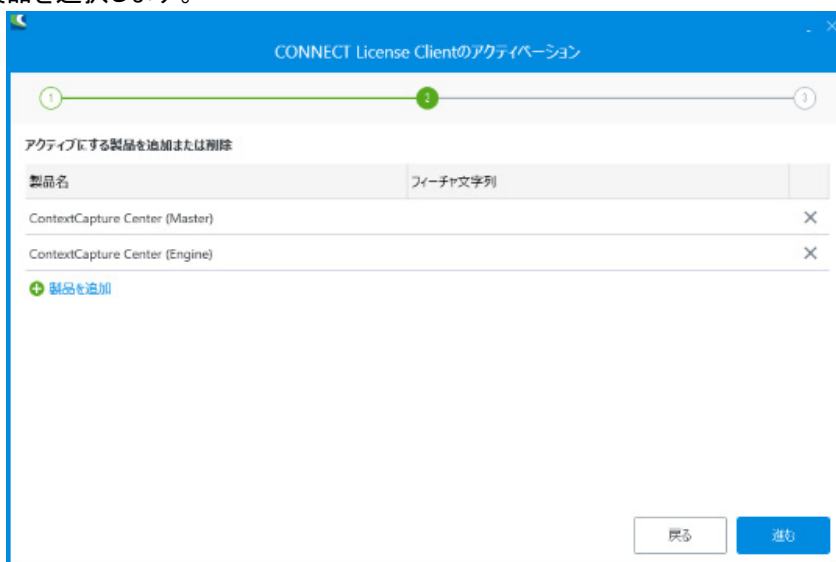 製品を選択します。
CONNECT License Clientのアクティベーション
1 2 3
アクティブにする製品を追加または削除
製品名 フィーチャ文字列
ContextCapture Center (Master)
ContextCapture Center (Engine)
製品を追加
戻る 進む